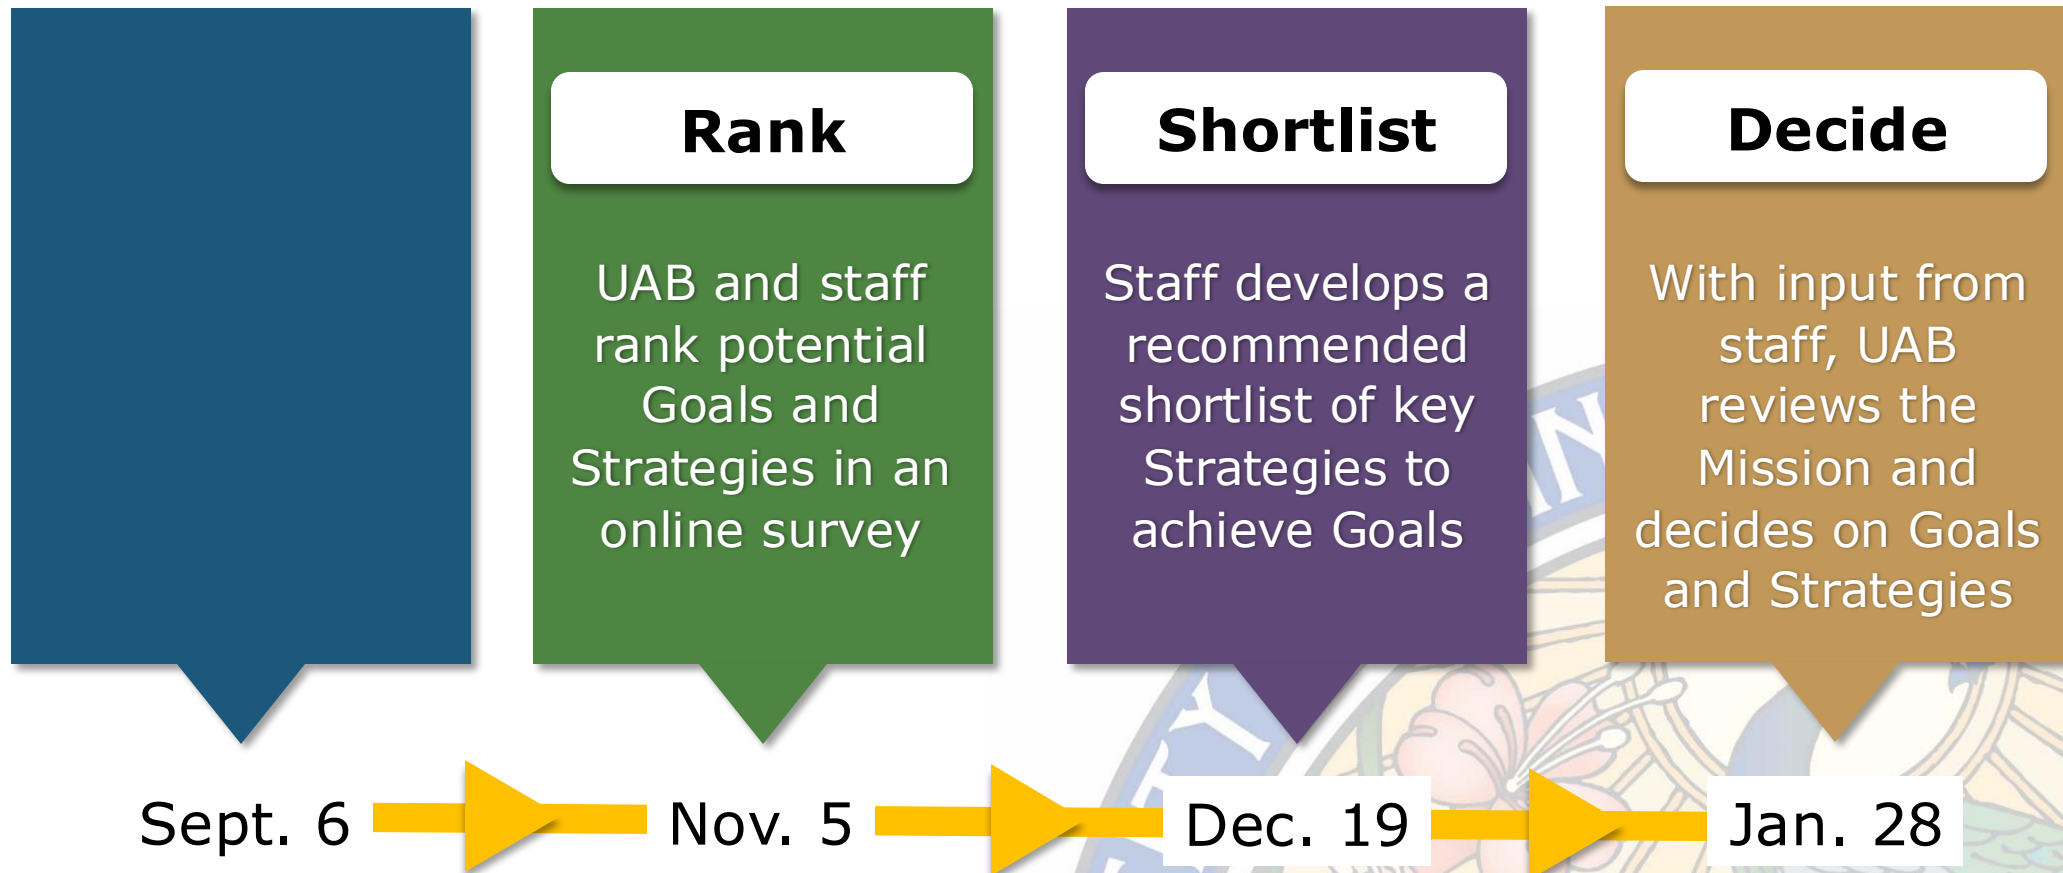 Rank
UAB and staff
rank potential
Goals and
Strategies in an
online survey
Shortlist
Staff develops a
recommended
shortlist of key
Strategies to
achieve Goals
Decide
With input from
staff, UAB
reviews the
Mission and
decides on Goals
and Strategies
Sept. 6
Nov. 5
Dec. 19
Jan. 28